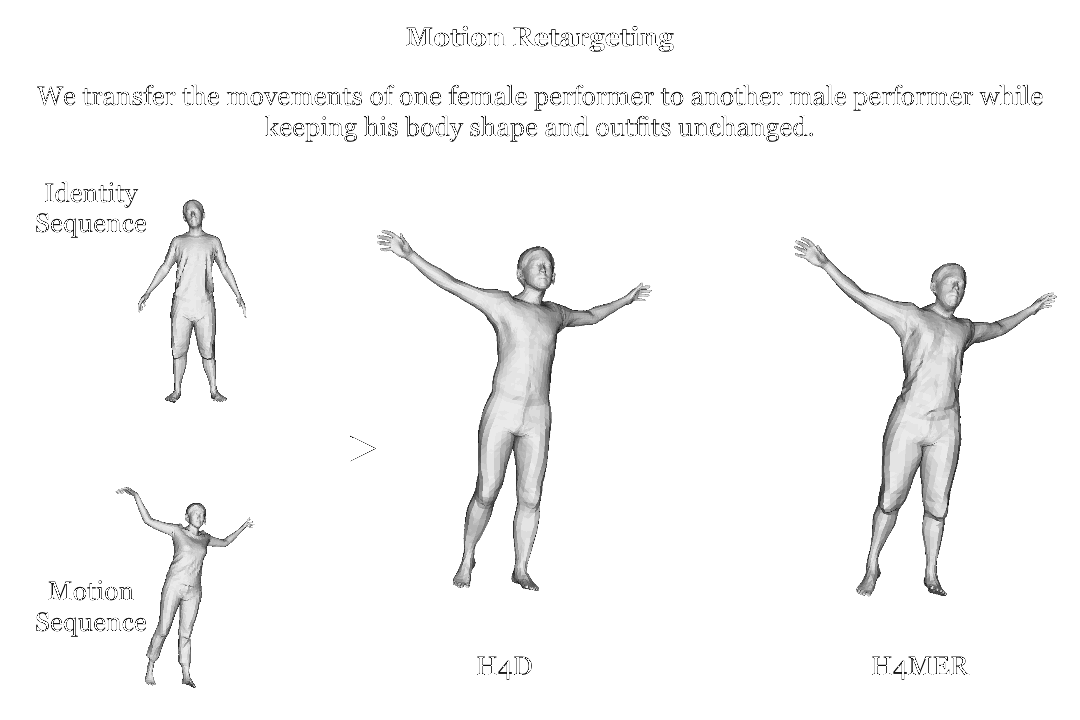 Motion Retargeting
We transfer the movements of one female performer to another male performer while
keeping his body shape and outfits unchanged.
Identity
Sequence
>
Motion
Sequence
H4D
H4MER